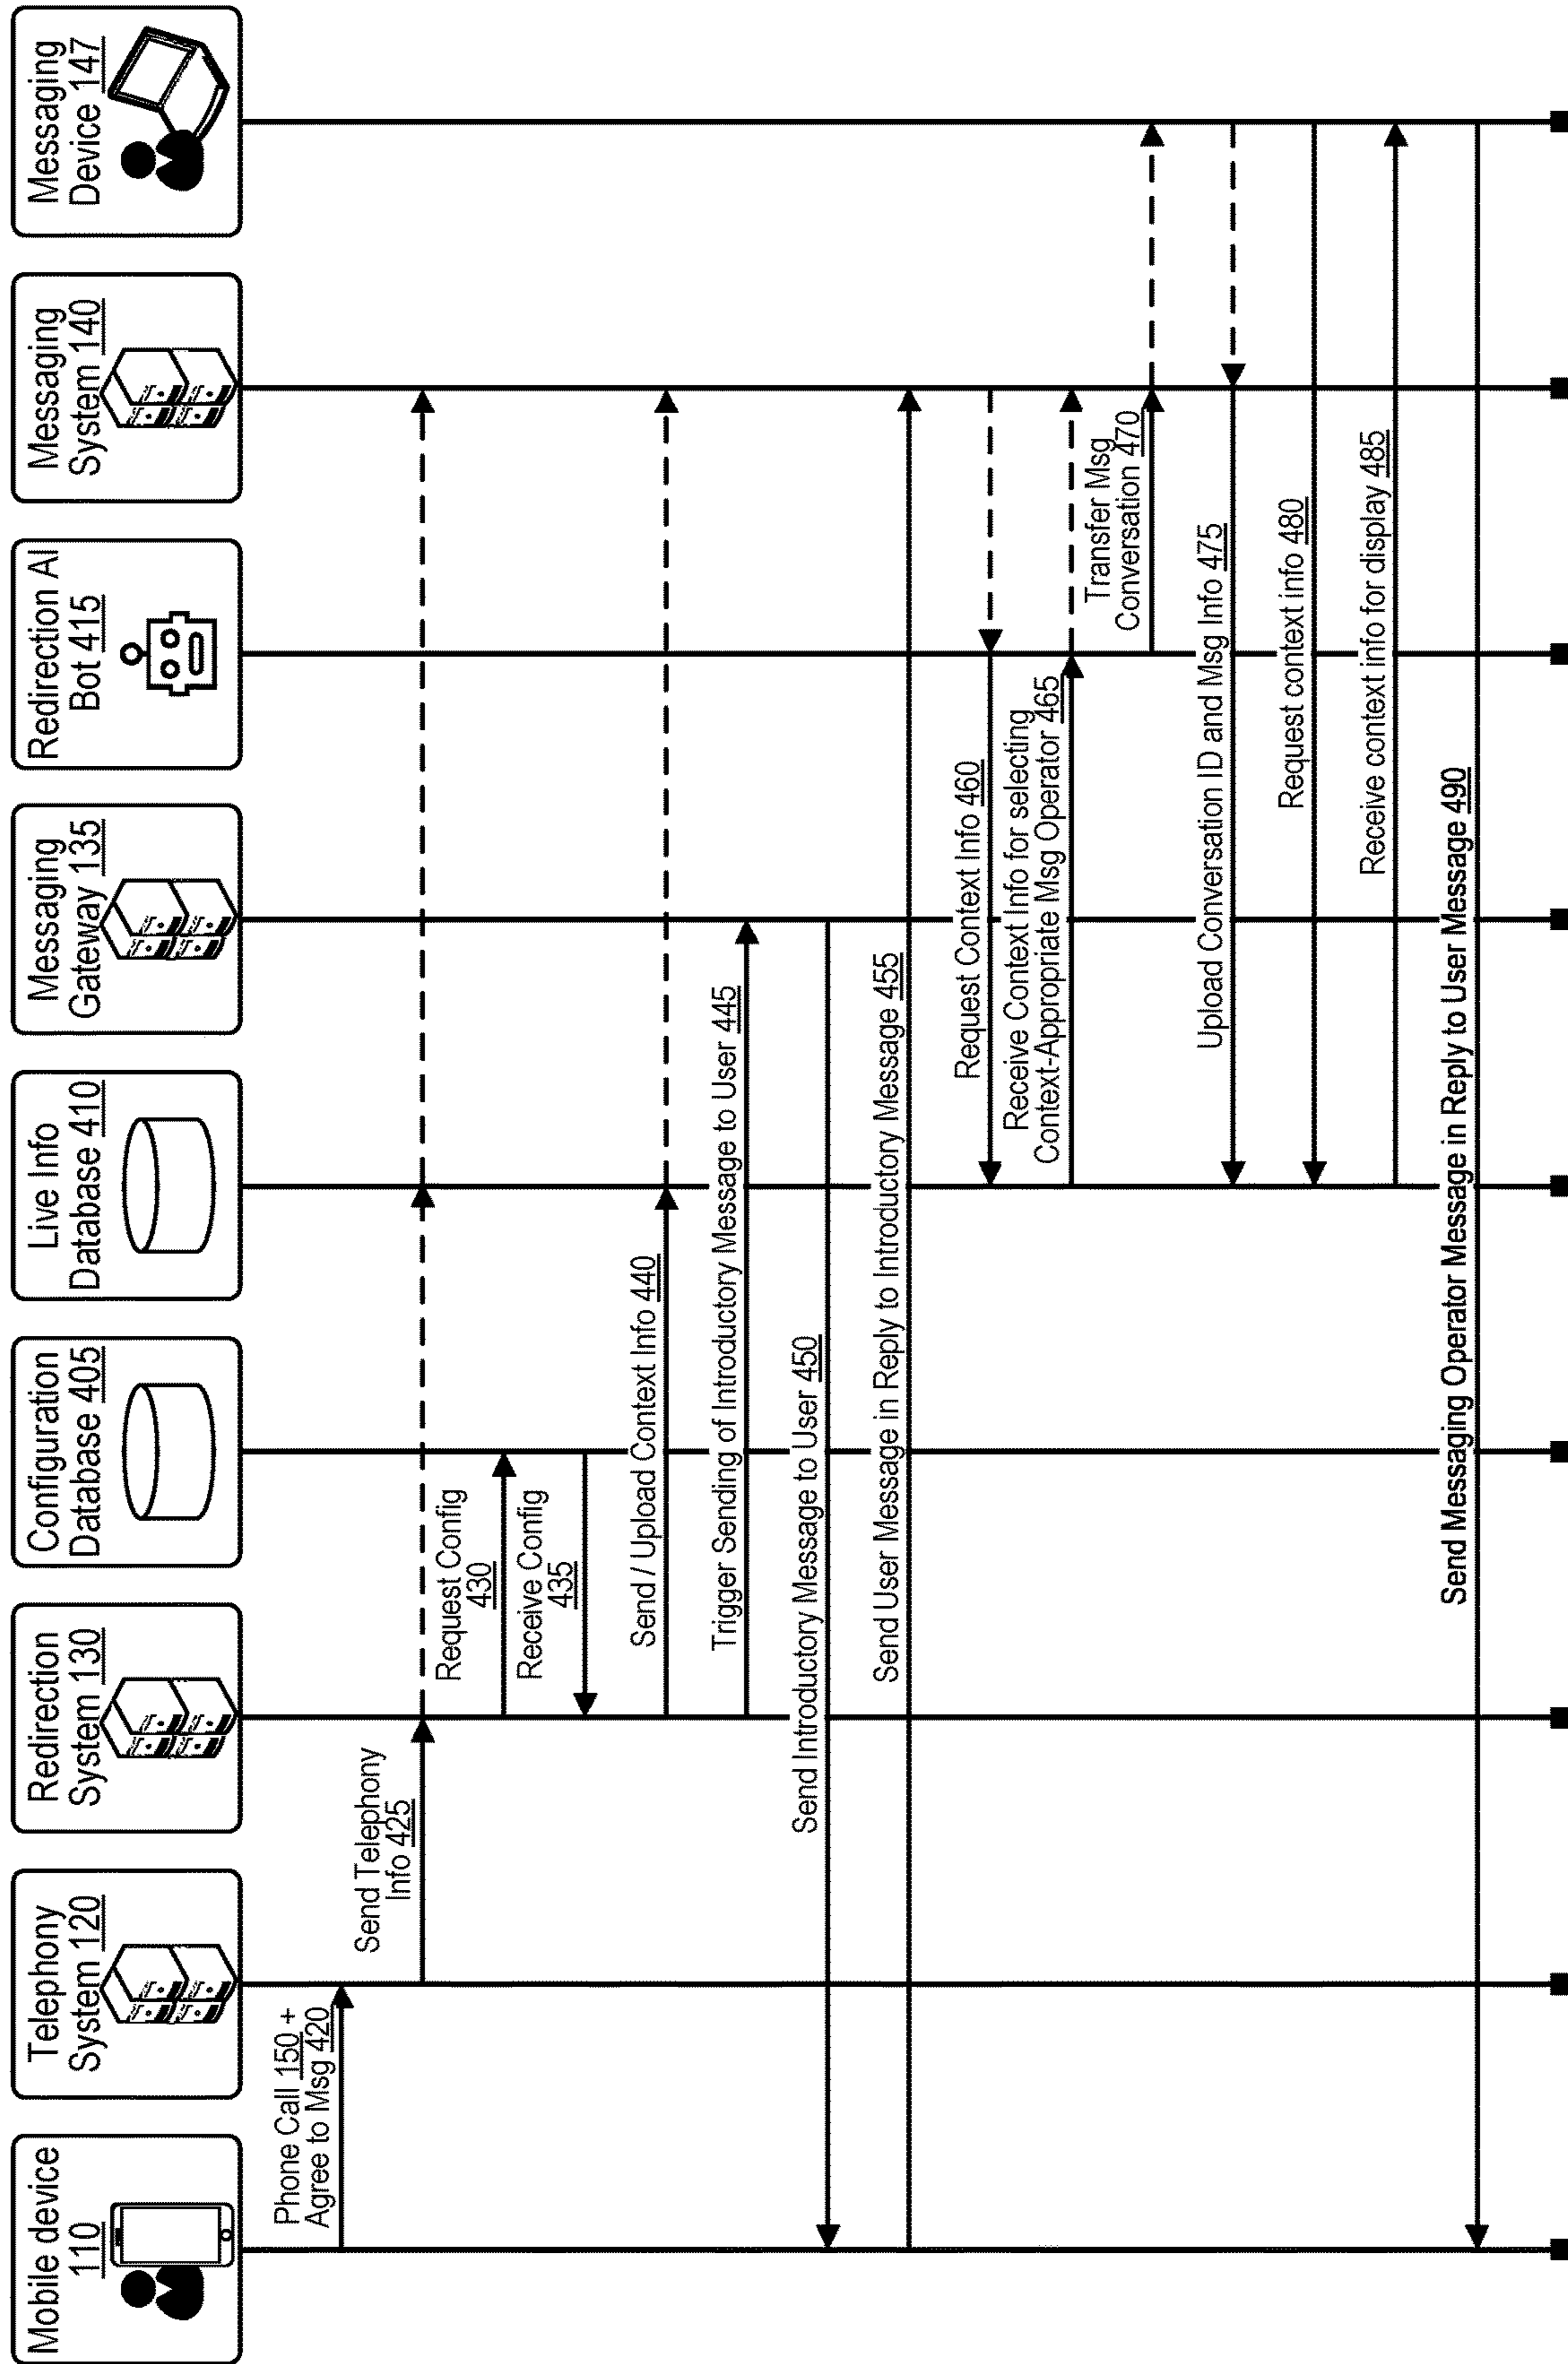 Mobile device
110
Telephony
System 120
Redirection
System 130
Configuration
Database 405
Live Info
Database 410
Messaging
Gateway 135
Redirection AI
Bot 415
Messaging
System 140
Messaging
Device 147
Phone Call 150 +
Agree to Msg 420
Send Telephony
Info 425
Request Config
430
Receive Config
435
Send / Upload Context Info 440
Trigger Sending of Introductory Message to User 445
Send Introductory Message to User 450
Send User Message in Reply to Introductory Message 455
Request Context Info 460
Receive Context Info for selecting
Context-Appropriate Msg Operator 465
Transfer Msg
Conversation 470
Upload Conversation ID and Msg Info 475
Request context info 480
Receive context info for display 485
Send Messaging Operator Message in Reply to User Message 490